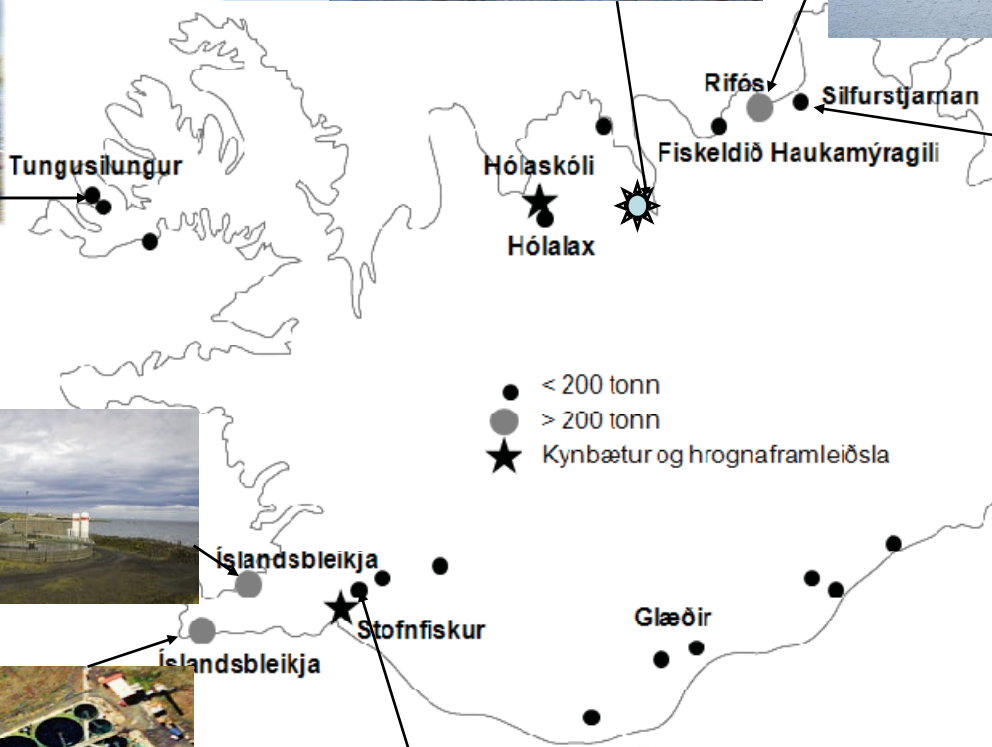 Rifós
Silfurstjarnan
Tungusilungur
Hólaskóli
Fiskeldið Haukamýragili
Hólalax
< 200 tonn
> 200 tonn
Kynbætur og hrognaframleiðsla
Íslandsbleikja
Glæðir
Stofnfiskur
Íslandsbleikja